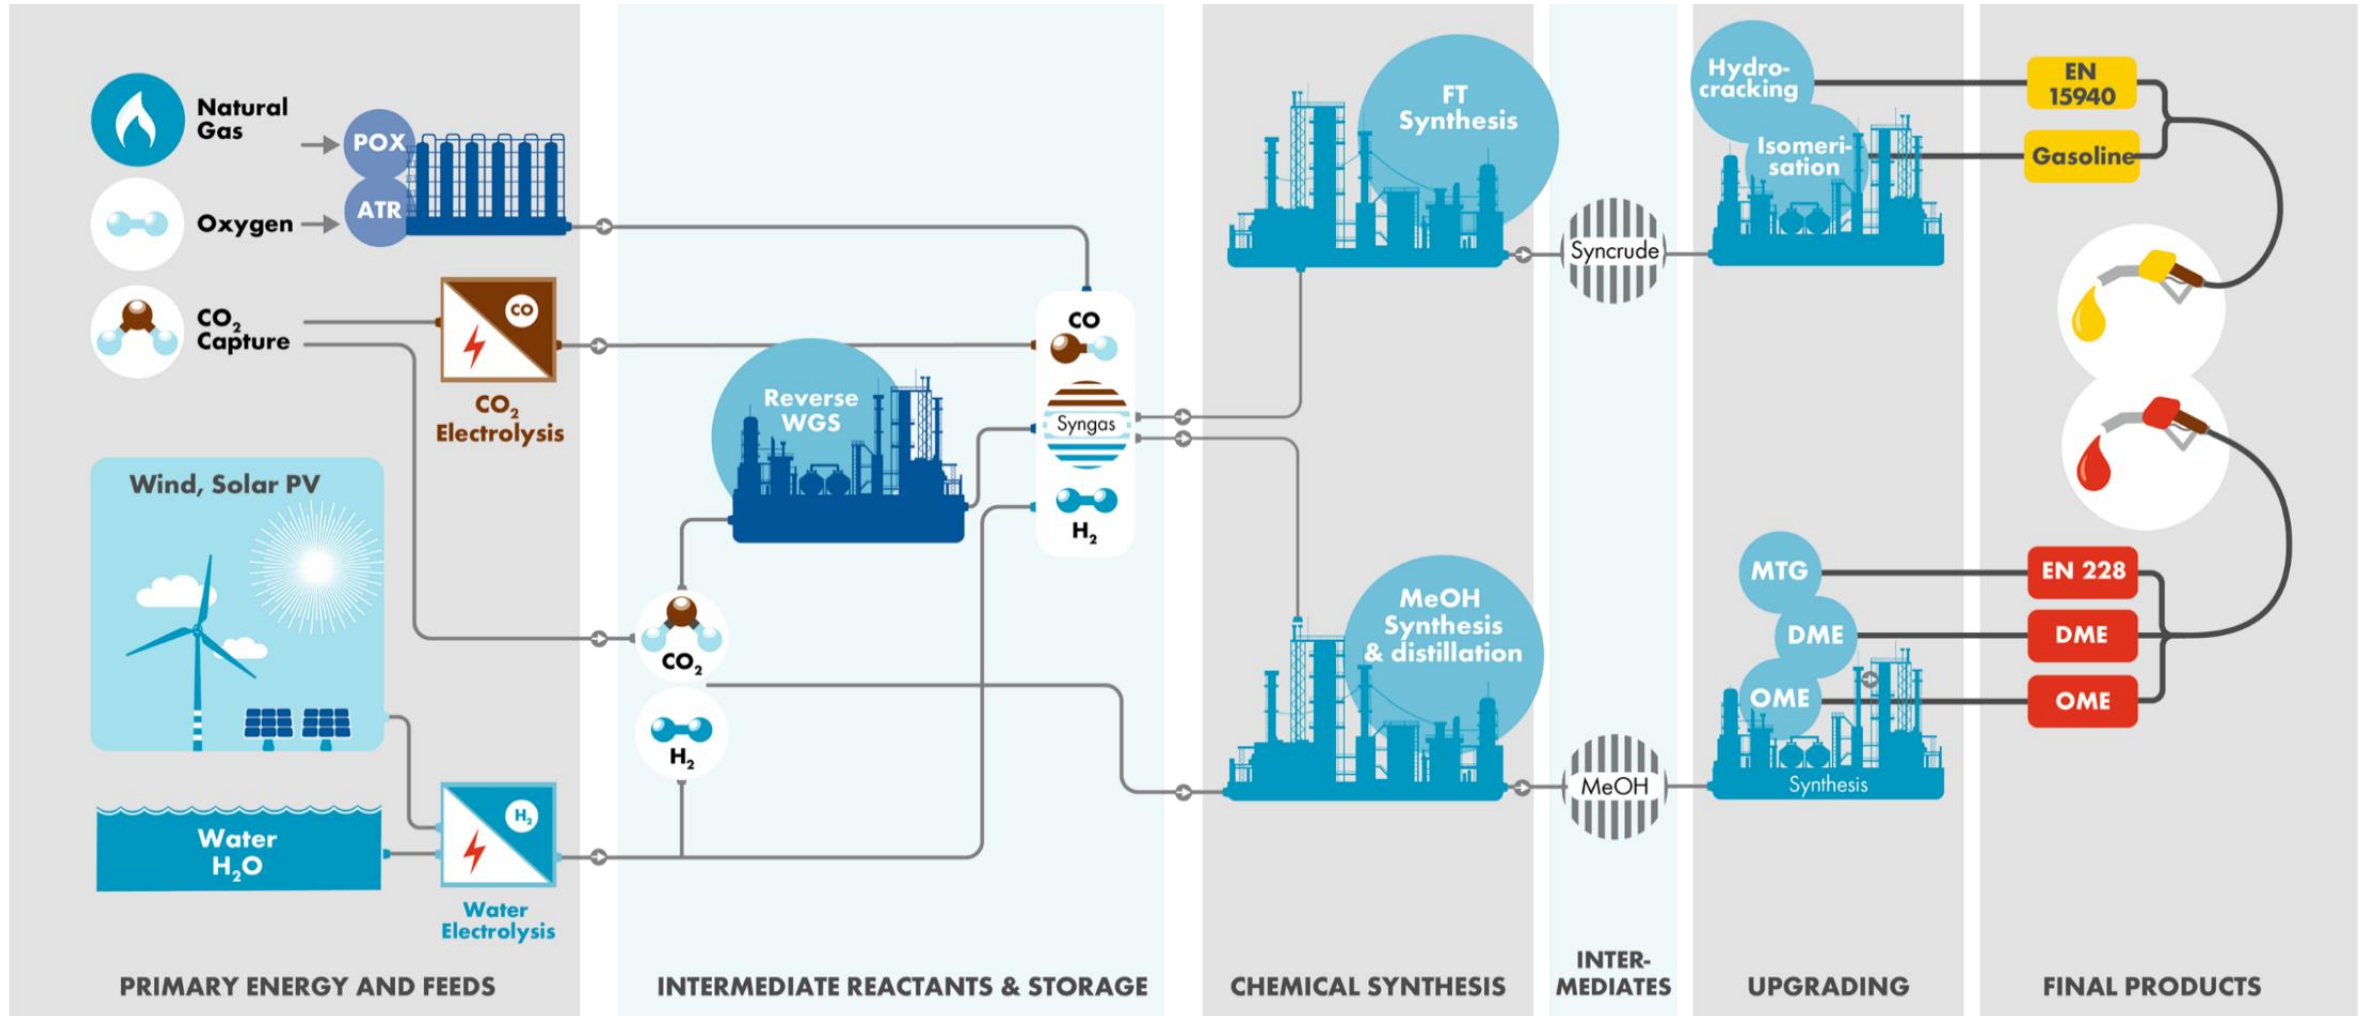 Natural
Gas
POX
Oxygen
ATR
CO₂
Capture
CO
CO₂
Electrolysis
Wind, Solar PV
Water
H₂O
H₂
Water
Electrolysis
PRIMARY ENERGY AND FEEDS
Reverse
WGS
CO
Syngas
H₂
CO₂
H₂
INTERMEDIATE REACTANTS & STORAGE
FT
Synthesis
MeOH
Synthesis
& distillation
CHEMICAL SYNTHESIS
Syncrude
MeOH
INTER-
MEDIATES
Hydro-
cracking
Isomeri-
sation
MTG
DME
OME
Synthesis
UPGRADING
EN
15940
Gasoline
EN 228
DME
OME
FINAL PRODUCTS